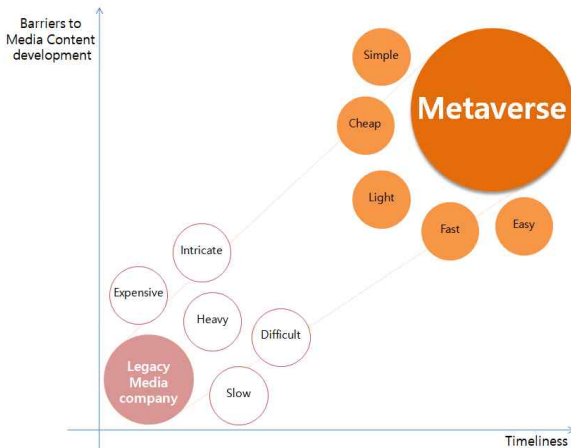 Barriers to
Media Content
development
Simple
Metaverse
Cheap
Light
Fast
Easy
Intricate
Expensive
Heavy
Difficult
Legacy
Media
company
Slow
Timeliness